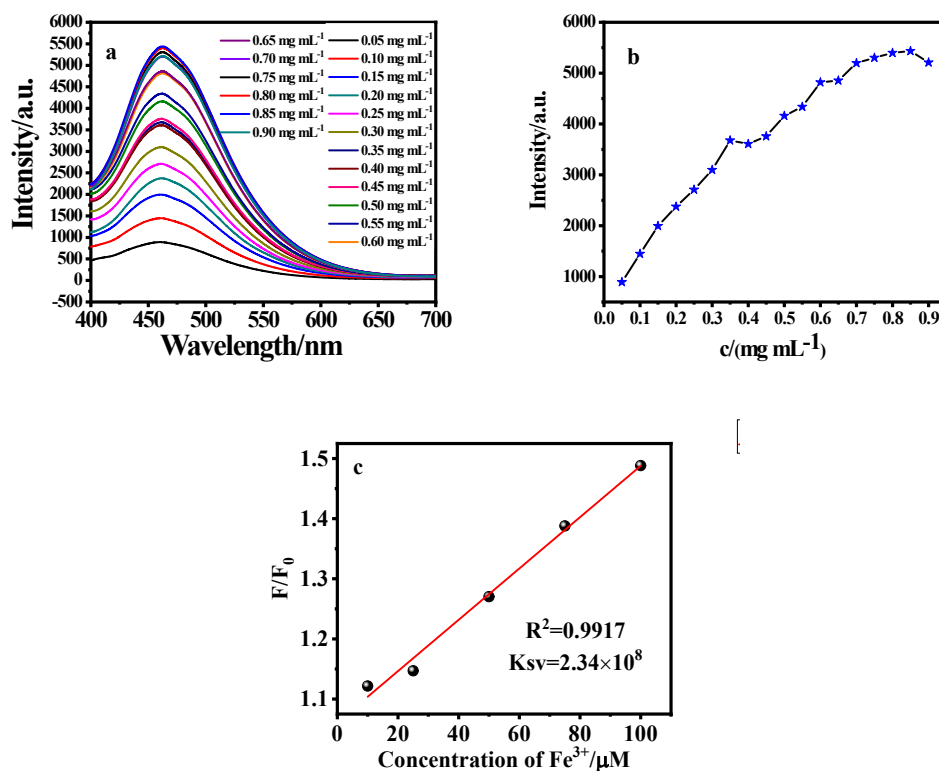 a
0.65 mg mL-1
0.70 mg mL-1
0.75 mg mL-1
0.80 mg mL-1
0.85 mg mL-1
0.90 mg mL-1
0.05 mg mL-1
0.10 mg mL-1
0.15 mg mL-1
0.20 mg mL-1
0.25 mg mL-1
0.30 mg mL-1
0.35 mg mL-1
0.40 mg mL-1
0.45 mg mL-1
0.50 mg mL-1
0.55 mg mL-1
0.60 mg mL-1
Intensity/a.u.
6000
5500
5000
4500
4000
3500
3000
2500
2000
1500
1000
500
0
-500
400 450 500 550 600 650 700
Wavelength/nm
b
Intensity/a.u.
6000
5000
4000
3000
2000
1000
0.0 0.1 0.2 0.3 0.4 0.5 0.6 0.7 0.8 0.9
c/(mg mL-1)
c
F/F0
1.5
1.4
1.3
1.2
1.1
R2=0.9917
Ksv=2.34×108
0 20 40 60 80 100
Concentration of Fe3+/μM